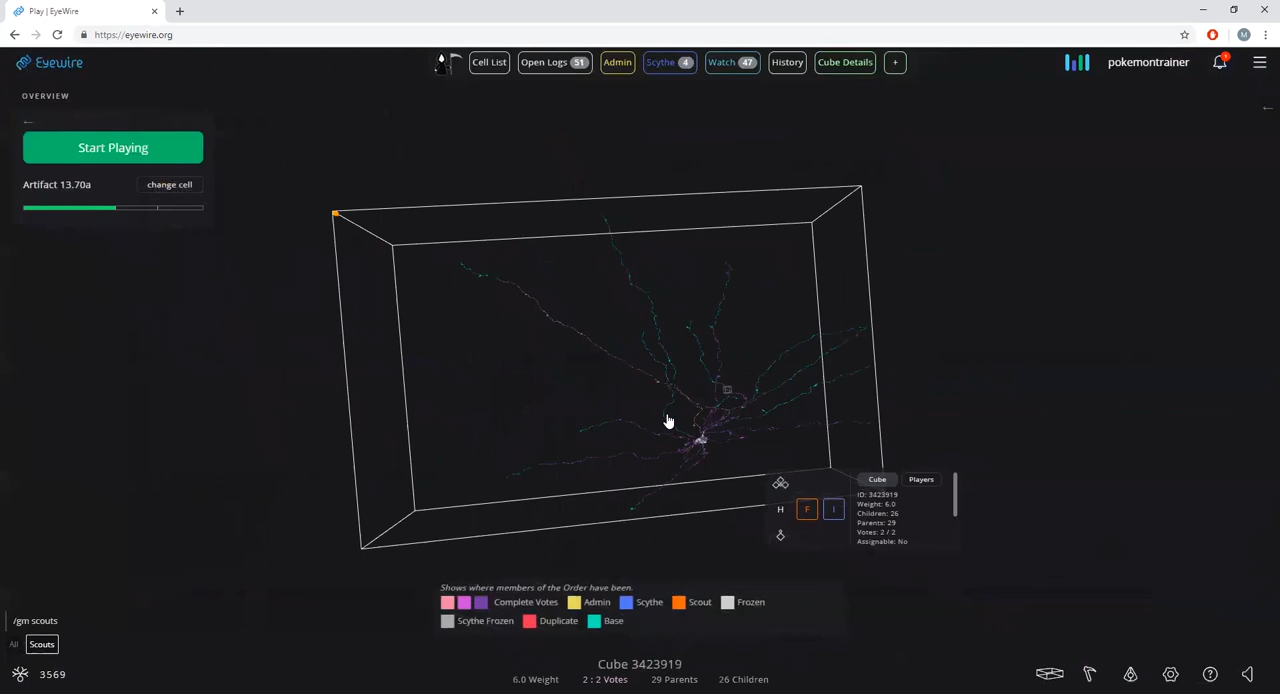 Play | EyeWire
https://eyewire.org
M
Eyewire
Cell List
Open Logs 51
Admin
Scythe 4
Watch 47
History
Cube Details
+
pokemontrainer
OVERVIEW
Start Playing
Artifact 13.70a
change cell
Cube
Players
ID: 3423919
Weight: 6.0
Children: 26
Parents: 29
Votes: 2 / 2
Assignable: No
H F I
Shows where members of the Order have been.
Complete Votes Admin Scythe Scout Frozen
Scythe Frozen Duplicate Base
/gm scouts
All Scouts
3569
Cube 3423919
6.0 Weight 2 : 2 Votes 29 Parents 26 Children